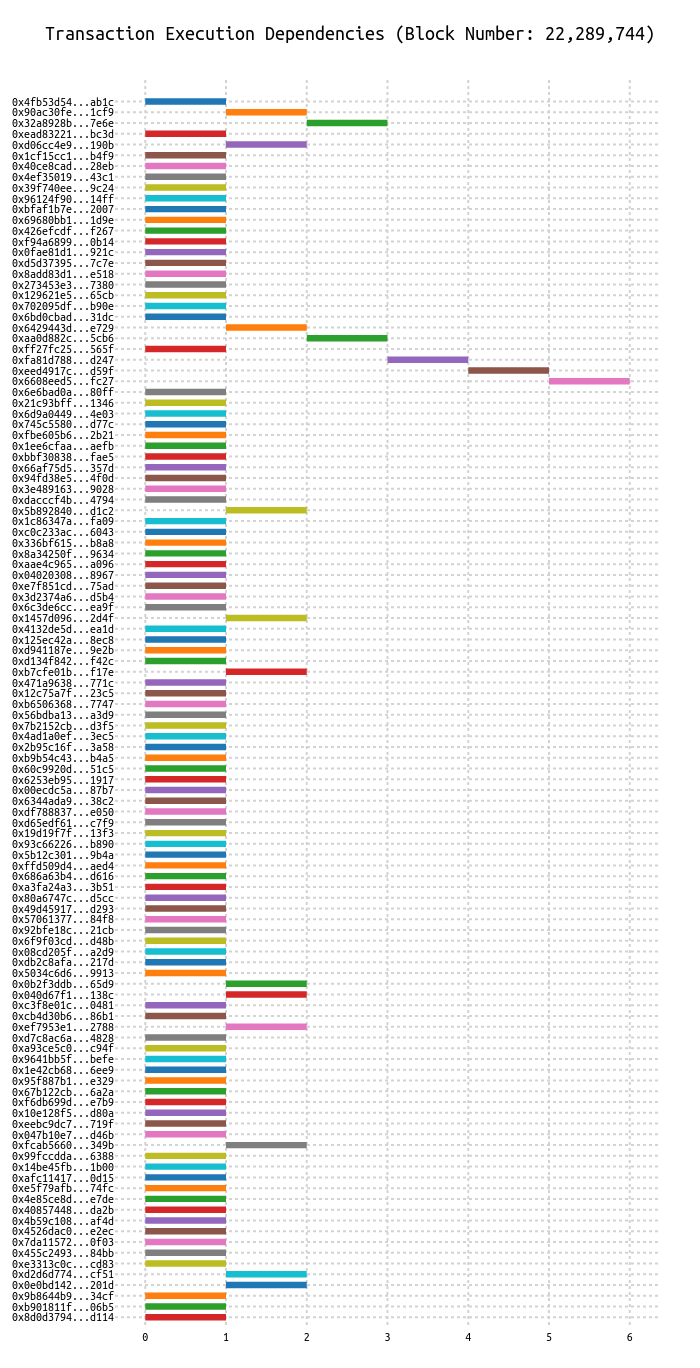 Transaction Execution Dependencies (Block Number: 22,289,744)
0x4fb53d54...ab1c
0x90ac30fe...1cf9
0x32a8928b...7e6e
0xead83221...bc3d
0xd06cc4e9...190b
0x1cf15cc1...b4f9
0x40ce8cad...28eb
0x4ef35019...43c1
0x39f740ee...9c24
0x96124f90...14ff
0xbfaf1b7e...2007
0x69680bb1...1d9e
0x426efcdf...f267
0xf94a6899...0b14
0x0fae81d1...921c
0xd5d37395...7c7e
0x8add83d1...e518
0x273453e3...7380
0x129621e5...65cb
0x702095df...b90e
0x6bd0cbad...31dc
0x6429443d...e729
0xaa0d882c...5cb6
0xff27fc25...565f
0xfa81d788...d247
0xeed4917c...d59f
0x6608eed5...fc27
0x6e6bad0a...80ff
0x21c93bff...1346
0x6d9a0449...4e03
0x745c5580...d77c
0xfbe605b6...2b21
0x1ee6cfaa...aefb
0xbbf30838...fae5
0x66af75d5...357d
0x94fd38e5...4f0d
0x3e489163...9028
0xdacccf4b...4794
0x5b892840...d1c2
0x1c86347a...fa09
0xc0c233ac...6043
0x336bf615...b8a8
0x8a34250f...9634
0xaae4c965...a096
0x04020308...8967
0xe7f851cd...75ad
0x3d2374a6...d5b4
0x6c3de6cc...ea9f
0x1457d096...2d4f
0x4132de5d...ea1d
0x125ec42a...8ec8
0xd941187e...9e2b
0xd134f842...f42c
0xb7cfe01b...f17e
0x471a9638...771c
0x12c75a7f...23c5
0xb6506368...7747
0x56bdba13...a3d9
0x7b2152cb...d3f5
0x4ad1a0ef...3ec5
0x2b95c16f...3a58
0xb9b54c43...b4a5
0x60c9920d...51c5
0x6253eb95...1917
0x00ecdc5a...87b7
0x6344ada9...38c2
0xdf788837...e050
0xd65edf61...c7f9
0x19d19f7f...13f3
0x93c66226...b890
0x5b12c301...9b4a
0xffd509d4...aed4
0x686a63b4...d616
0xa3fa24a3...3b51
0x80a6747c...d5cc
0x49d45917...d293
0x57061377...84f8
0x92bfe18c...21cb
0x6f9f03cd...d48b
0x08cd205f...a2d9
0xdb2c8afa...217d
0x5034c6d6...9913
0x0b2f3ddb...65d9
0x040d67f1...138c
0xc3f8e01c...0481
0xcb4d30b6...86b1
0xef7953e1...2788
0xd7c8ac6a...4828
0xa93ce5c0...c94f
0x9641bb5f...befe
0x1e42cb68...6ee9
0x95f887b1...e329
0x67b122cb...6a2a
0xf6db699d...e7b9
0x10e128f5...d80a
0xeebc9dc7...719f
0x047b10e7...d46b
0xfcab5660...349b
0x99fccdda...6388
0x14be45fb...1b00
0xafc11417...0d15
0xe5f79afb...74fc
0x4e85ce8d...e7de
0x40857448...da2b
0x4b59c108...af4d
0x4526dac0...e2ec
0x7da11572...0f03
0x455c2493...84bb
0xe3313c0c...cd83
0xd2d6d774...cf51
0x0e0bd142...201d
0x9b8644b9...34cf
0xb901811f...06b5
0x8d0d3794...d114
0 1 2 3 4 5 6